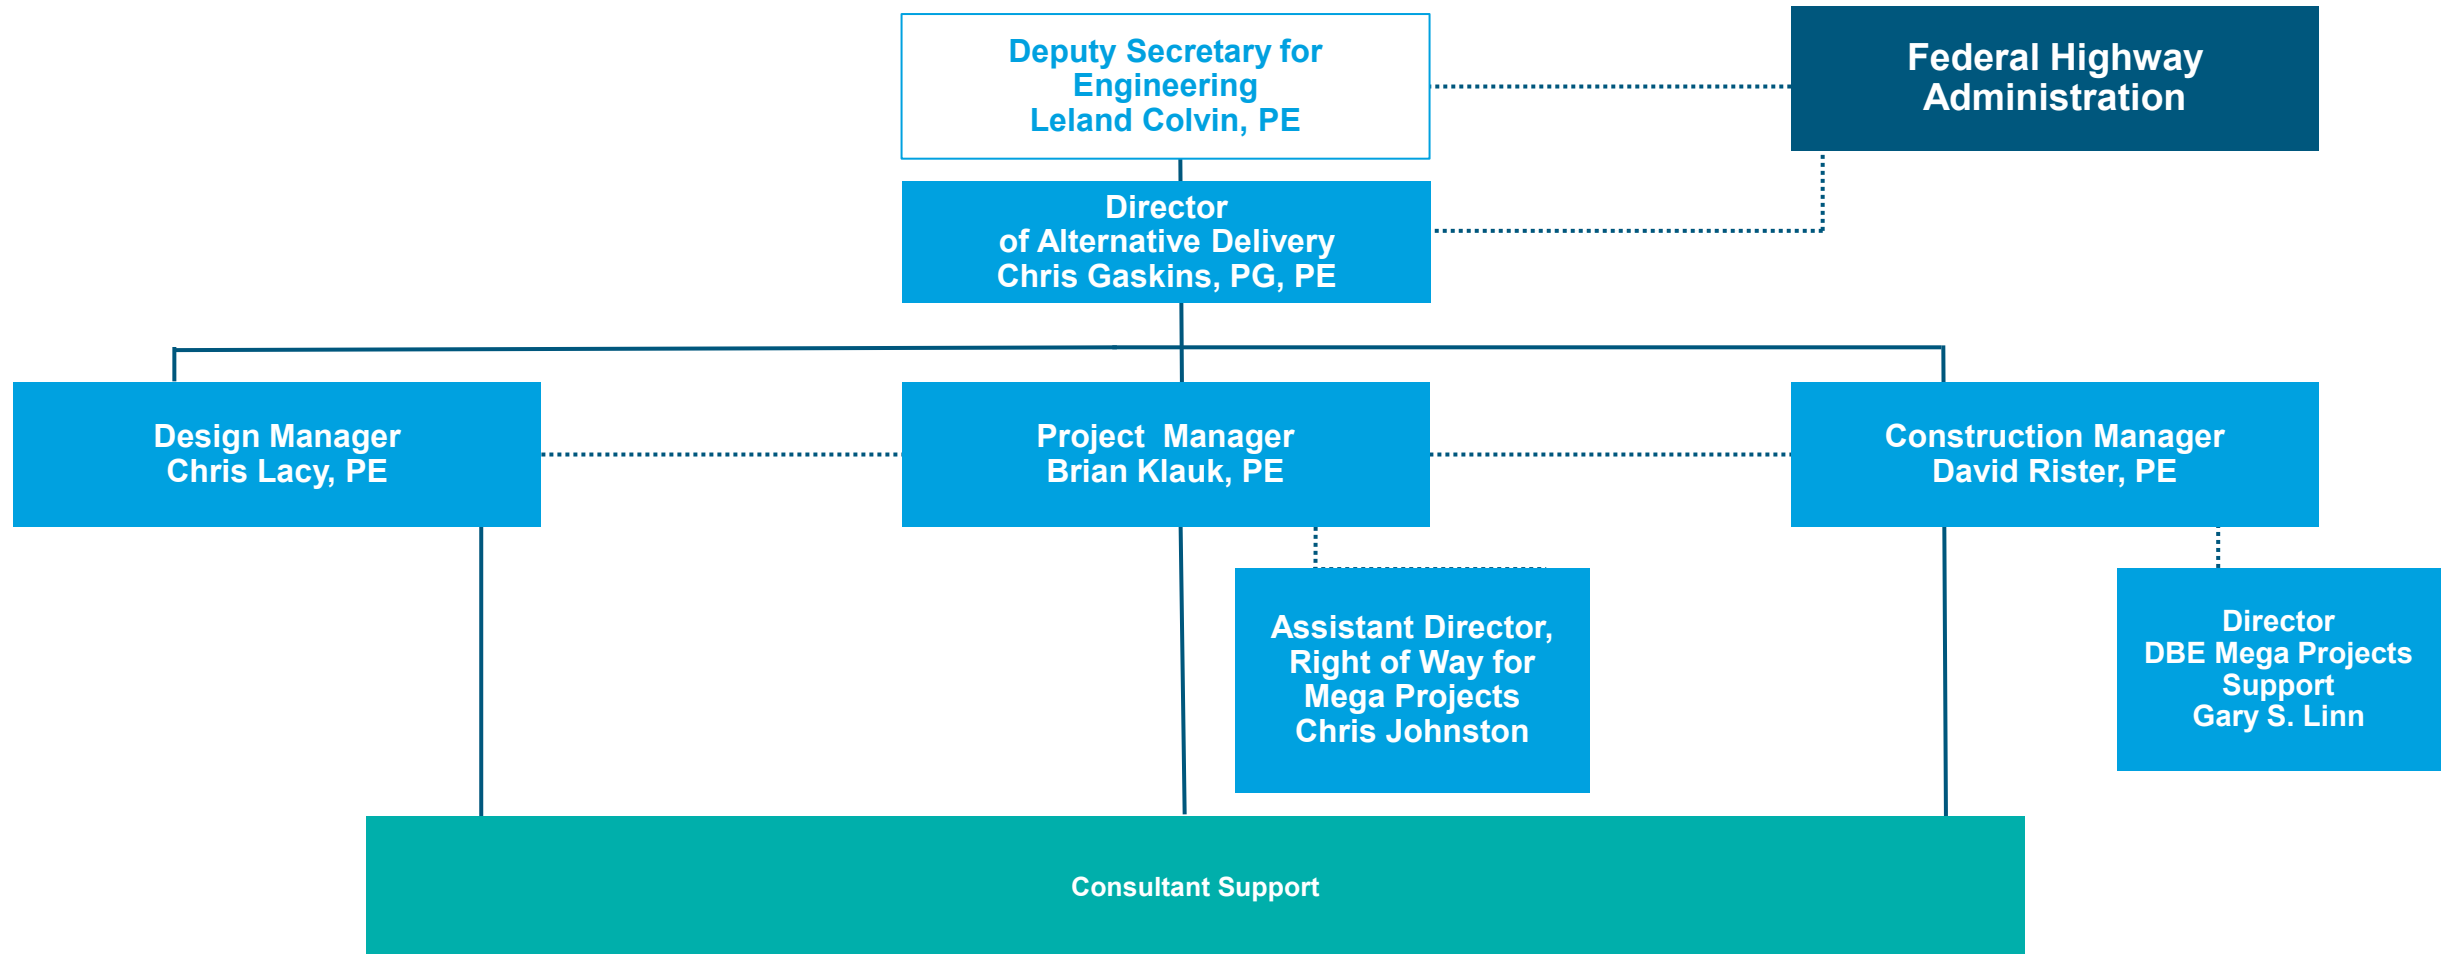 Deputy Secretary for
Engineering
Leland Colvin, PE
Federal Highway
Administration
Director
of Alternative Delivery
Chris Gaskins, PG, PE
Design Manager
Chris Lacy, PE
Project  Manager
Brian Klauk, PE
Construction Manager
David Rister, PE
Assistant Director,
Right of Way for
Mega Projects
Chris Johnston
Director
DBE Mega Projects
Support
Gary S. Linn
Consultant Support